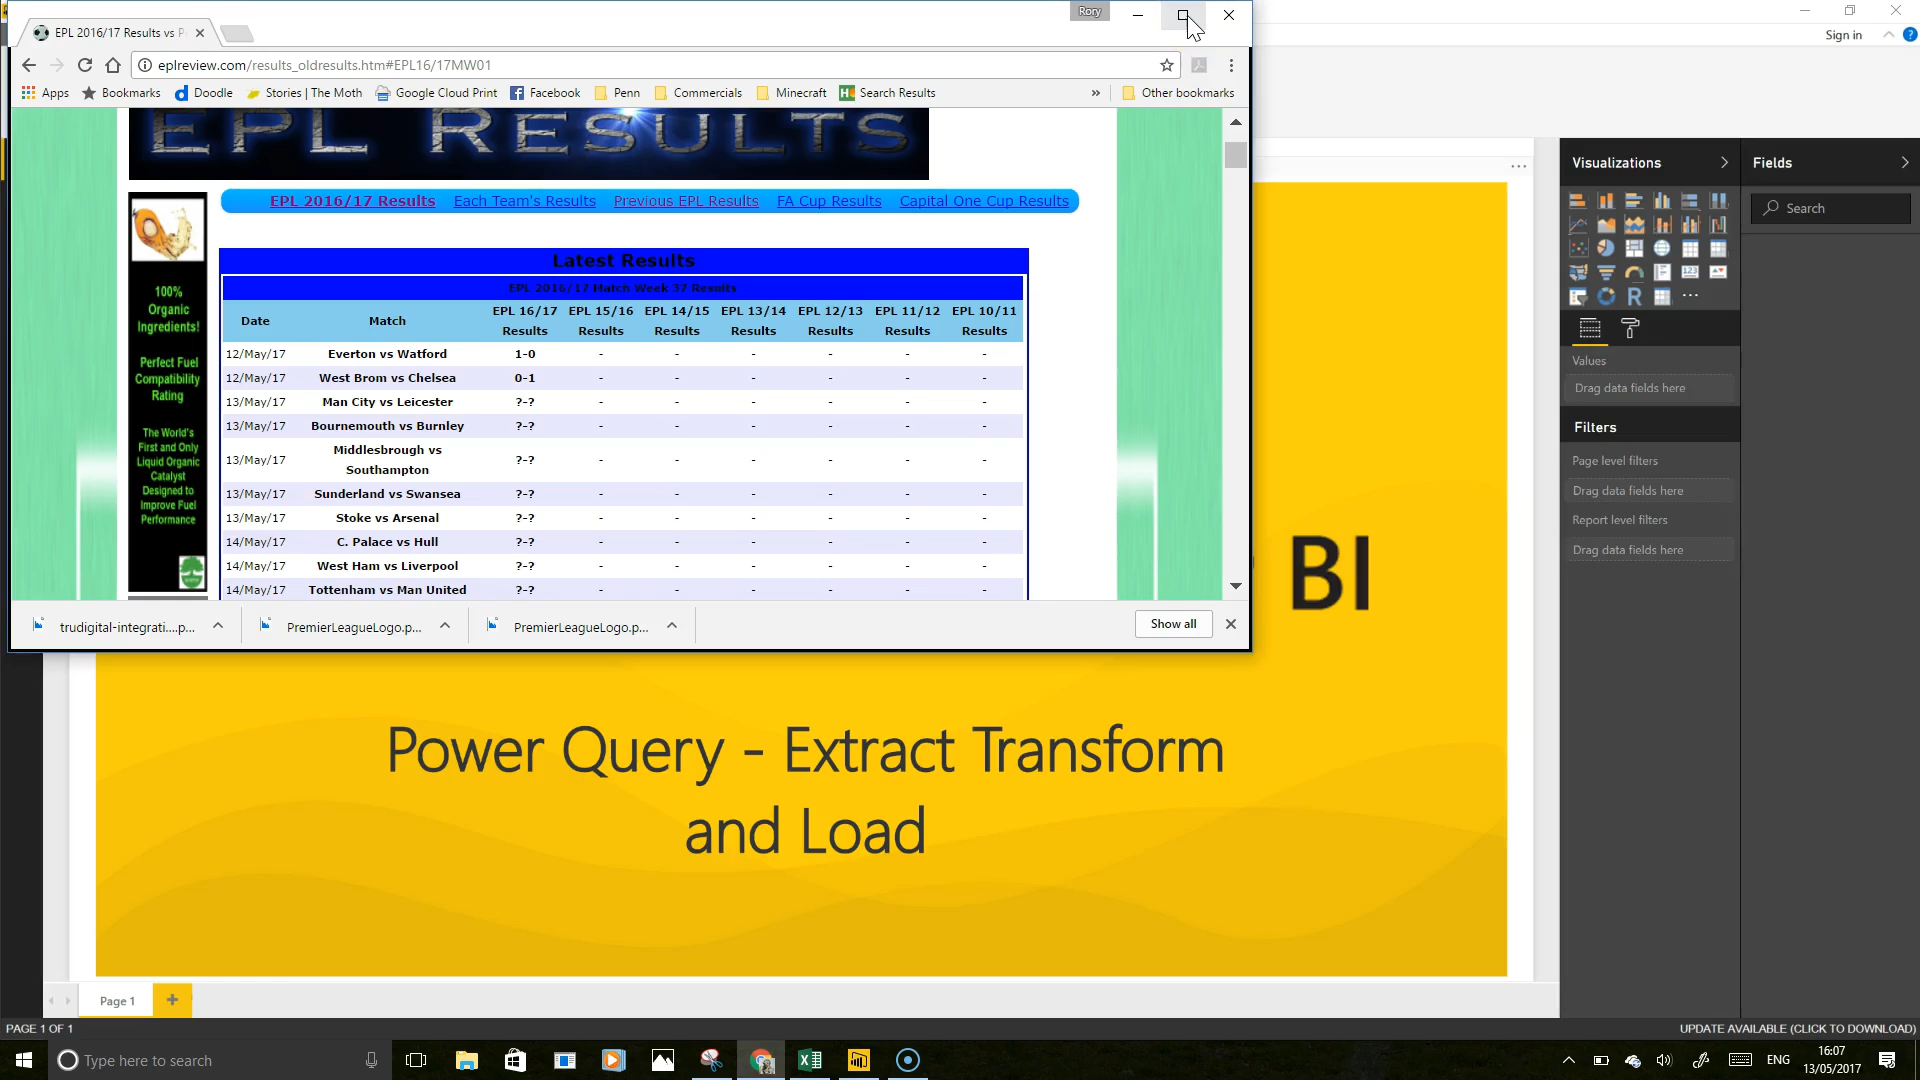 Rory
EPL 2016/17 Results vs P
Sign in
eplreview.com/results_oldresults.htm#EPL16/17MW01
Apps Bookmarks Doodle Stories | The Moth Google Cloud Print Facebook Penn Commercials Minecraft Search Results » Other bookmarks
EPL RESULTS
EPL 2016/17 Results Each Team's Results Previous EPL Results FA Cup Results Capital One Cup Results
100%
Organic
Ingredients!
Perfect Fuel
Compatibility
Rating
The World's
First and Only
Liquid Organic
Catalyst
Designed to
Improve Fuel
Performance
Latest Results
EPL 2016/17 Match Week 37 Results
Date Match EPL 16/17 Results EPL 15/16 Results EPL 14/15 Results EPL 13/14 Results EPL 12/13 Results EPL 11/12 Results EPL 10/11 Results
12/May/17 Everton vs Watford 1-0 - - - - - -
12/May/17 West Brom vs Chelsea 0-1 - - - - - -
13/May/17 Man City vs Leicester ?-? - - - - - -
13/May/17 Bournemouth vs Burnley ?-? - - - - - -
13/May/17 Middlesbrough vs Southampton ?-? - - - - - -
13/May/17 Sunderland vs Swansea ?-? - - - - - -
13/May/17 Stoke vs Arsenal ?-? - - - - - -
14/May/17 C. Palace vs Hull ?-? - - - - - -
14/May/17 West Ham vs Liverpool ?-? - - - - - -
14/May/17 Tottenham vs Man United ?-? - - - - - -
trudigital-integrati....p... PremierLeagueLogo.p... PremierLeagueLogo.p... Show all
Visualizations
R
123
Values
Drag data fields here
Filters
Page level filters
Drag data fields here
Report level filters
Drag data fields here
Fields
Search
BI
Power Query - Extract Transform
and Load
Page 1
PAGE 1 OF 1
UPDATE AVAILABLE (CLICK TO DOWNLOAD)
Type here to search
ENG
16:07
13/05/2017